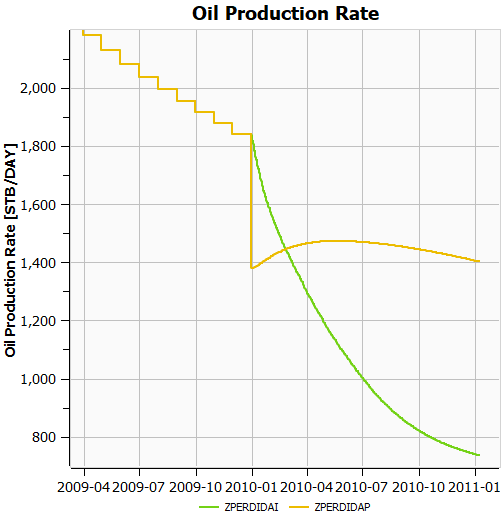 Oil Production Rate
Oil Production Rate [STB/DAY]
2,000
1,800
1,600
1,400
1,200
1,000
800
2009-04 2009-07 2009-10 2010-01 2010-04 2010-07 2010-10 2011-01
ZPERDIDAI ZPERDIDAP